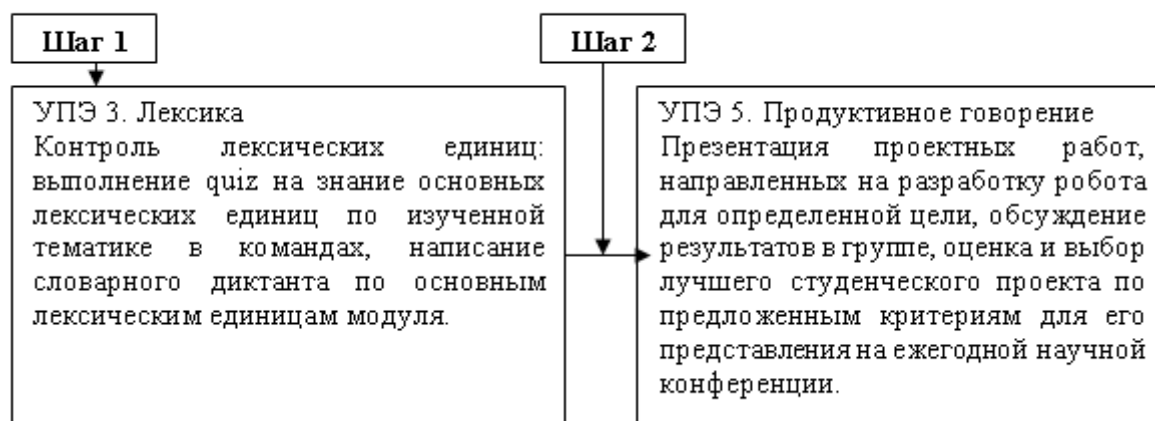 Шаг 1
Шаг 2
УПЭ 3. Лексика
Контроль лексических единиц:
выполнение quiz на знание основных
лексических единиц по изученной
тематике в командах, написание
словарного диктанта по основным
лексическим единицам модуля.
УПЭ 5. Продуктивное говорение
Презентация проектных работ,
направленных на разработку робота
для определенной цели, обсуждение
результатов в группе, оценка и выбор
лучшего студенческого проекта по
предложенным критериям для его
представления на ежегодной научной
конференции.